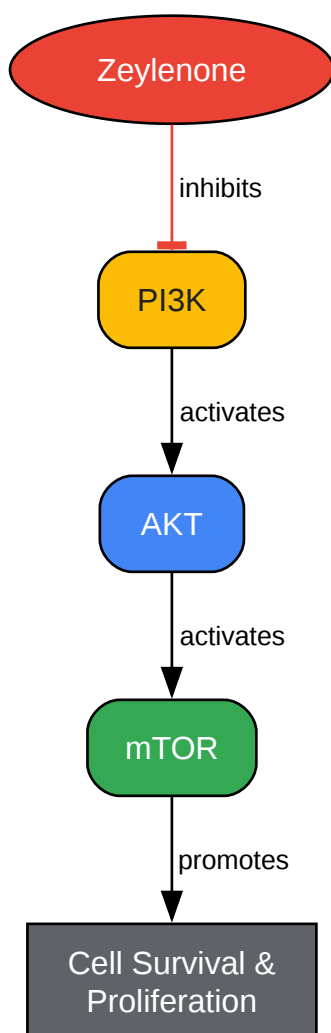 Zeylenone
inhibits
PI3K
activates
AKT
activates
mTOR
promotes
Cell Survival &
Proliferation